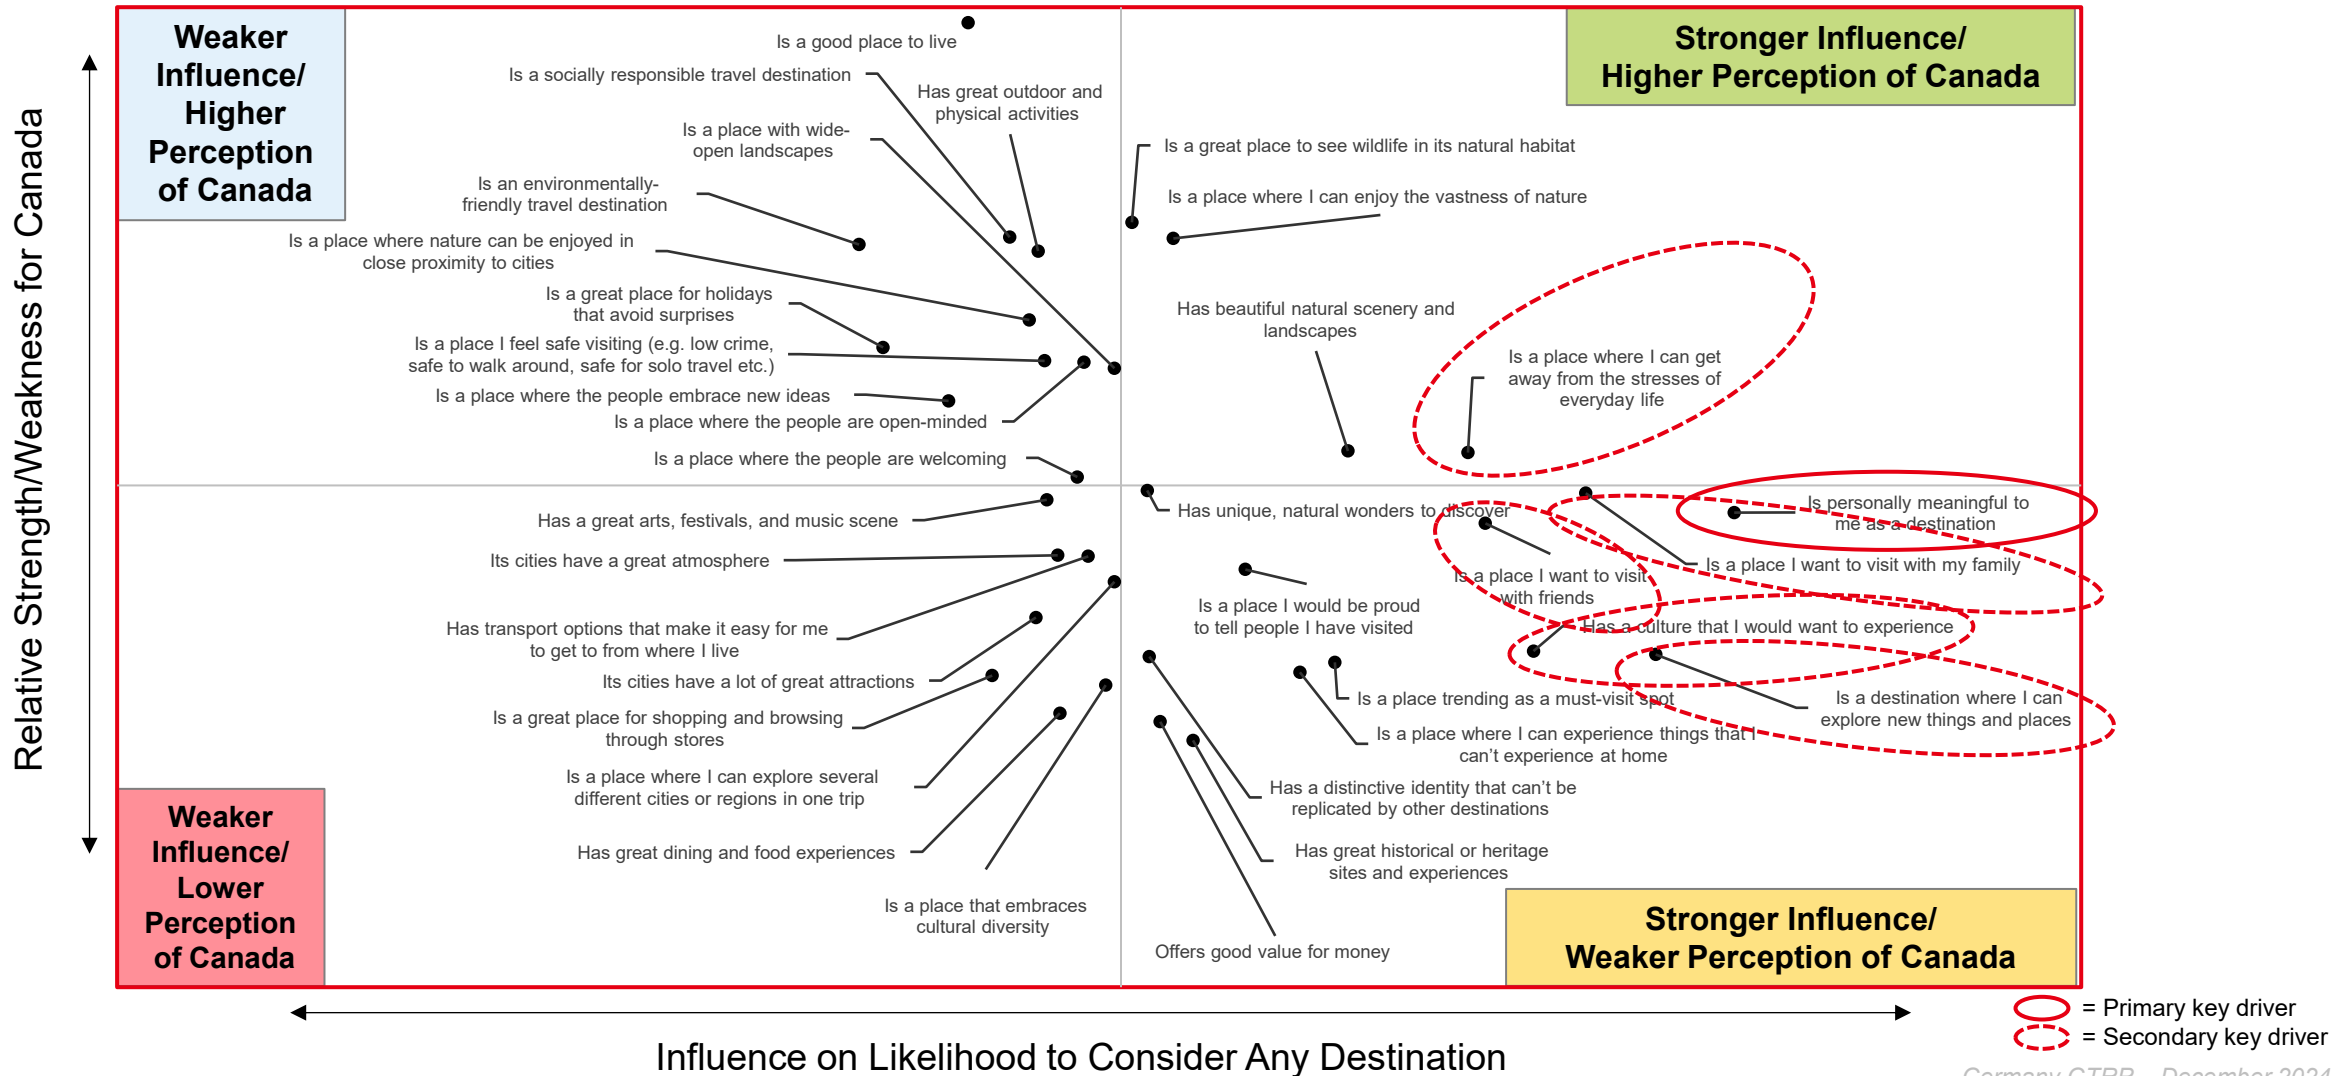 Relative Strength/Weakness for Canada
Weaker
Influence/
Higher
Perception
of Canada
Stronger Influence/
Higher Perception of Canada
Is a good place to live
Is a socially responsible travel destination
Has great outdoor and
physical activities
Is a place with wide-
open landscapes
Is an environmentally-
friendly travel destination
Is a place where nature can be enjoyed in
close proximity to cities
Is a great place for holidays
that avoid surprises
Is a place I feel safe visiting (e.g. low crime,
safe to walk around, safe for solo travel etc.)
Is a place where the people embrace new ideas
Is a place where the people are open-minded
Is a place where the people are welcoming
Is a great place to see wildlife in its natural habitat
Is a place where I can enjoy the vastness of nature
Has beautiful natural scenery and
landscapes
Is a place where I can get
away from the stresses of
everyday life
Has a great arts, festivals, and music scene
Its cities have a great atmosphere
Has transport options that make it easy for me
to get to from where I live
Its cities have a lot of great attractions
Is a great place for shopping and browsing
through stores
Is a place where I can explore several
different cities or regions in one trip
Has great dining and food experiences
Is a place that embraces
cultural diversity
Has unique, natural wonders to discover
Is personally meaningful to
me as a destination
Is a place I want to visit with my family
Is a place I want to visit
with friends
Is a place I would be proud
to tell people I have visited
Has a culture that I would want to experience
Is a place trending as a must-visit spot
Is a destination where I can
explore new things and places
Is a place where I can experience things that I
can’t experience at home
Has a distinctive identity that can’t be
replicated by other destinations
Has great historical or heritage
sites and experiences
Offers good value for money
Weaker
Influence/
Lower
Perception
of Canada
Stronger Influence/
Weaker Perception of Canada
= Primary key driver
= Secondary key driver
Influence on Likelihood to Consider Any Destination
Germany GTRP – December 2024